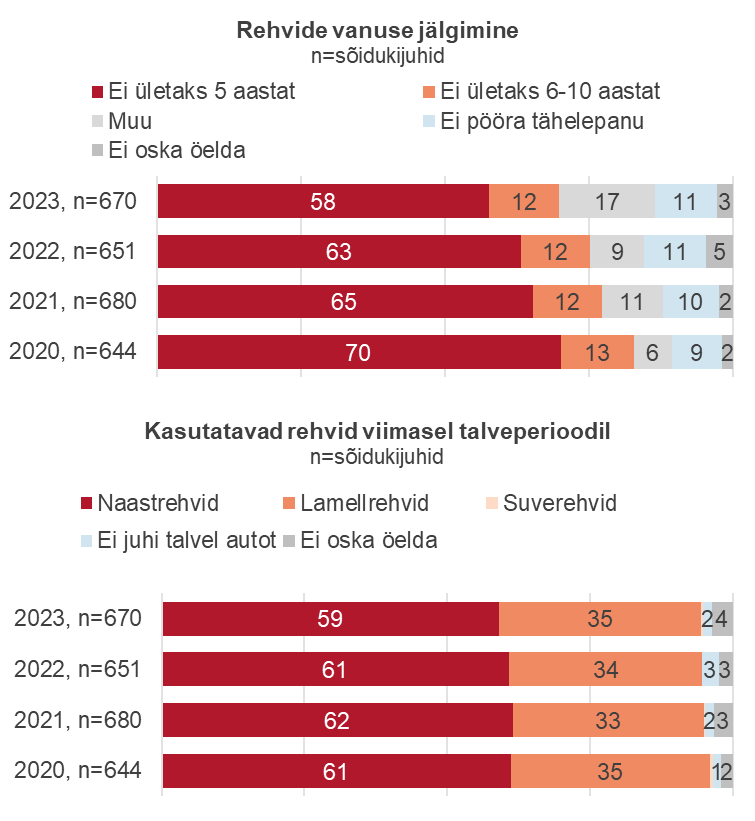 Rehvide vanuse jälgimine
n=sõidukijuhid
Ei ületaks 5 aastat Ei ületaks 6-10 aastat
Muu Ei pööra tähelepanu
Ei oska öelda
2023, n=670 58 12 17 11 3
2022, n=651 63 12 9 11 5
2021, n=680 65 12 11 10 2
2020, n=644 70 13 6 9 2
Kasutatavad rehvid viimasel talveperioodil
n=sõidukijuhid
Naastrehvid Lamellrehvid Suverehvid
Ei juhi talvel autot Ei oska öelda
2023, n=670 59 35 2 4
2022, n=651 61 34 3 3
2021, n=680 62 33 2 3
2020, n=644 61 35 1 2